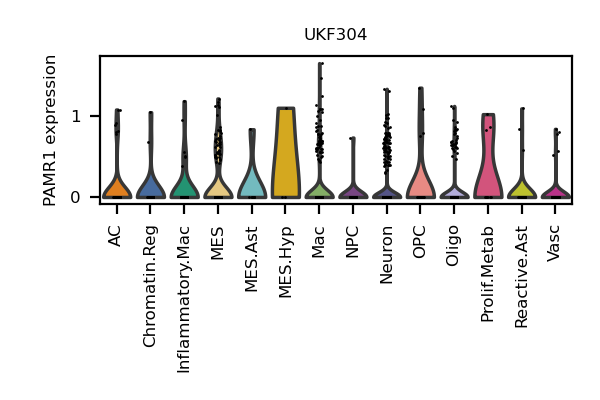 UKF304
PAMR1 expression
1
0
AC
Chromatin.Reg
Inflammatory.Mac
MES
MES.Ast
MES.Hyp
Mac
NPC
Neuron
OPC
Oligo
Prolif.Metab
Reactive.Ast
Vasc